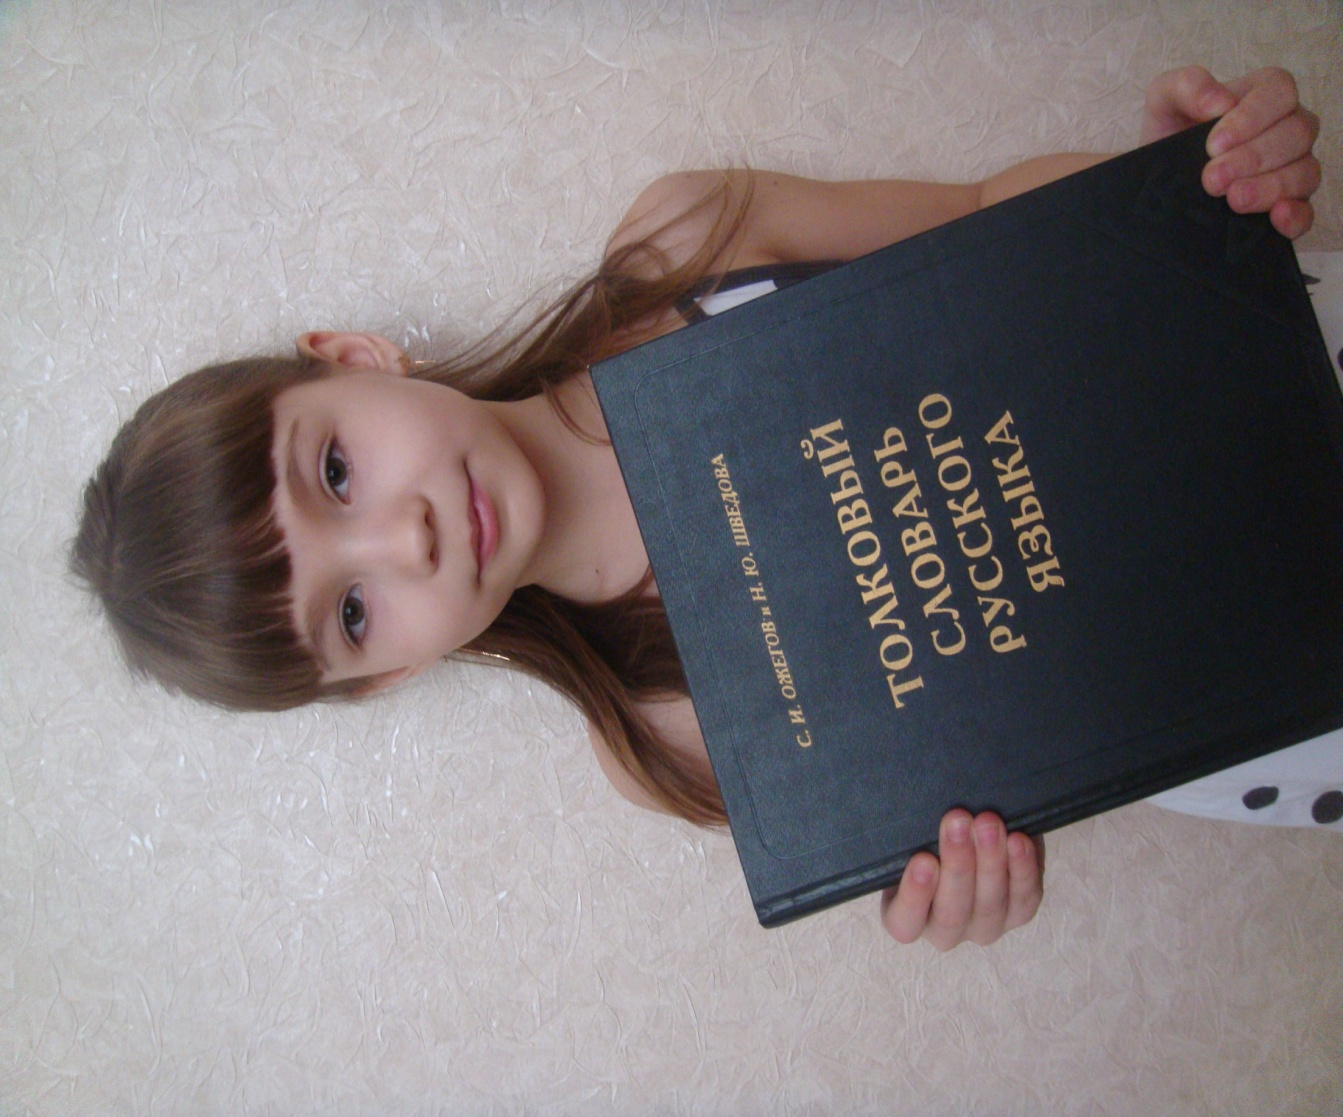 С. И. ОЖЕГОВ и Н. Ю. ШВЕДОВА
ТОЛКОВЫЙ
СЛОВАРЬ
РУССКОГО
ЯЗЫКА